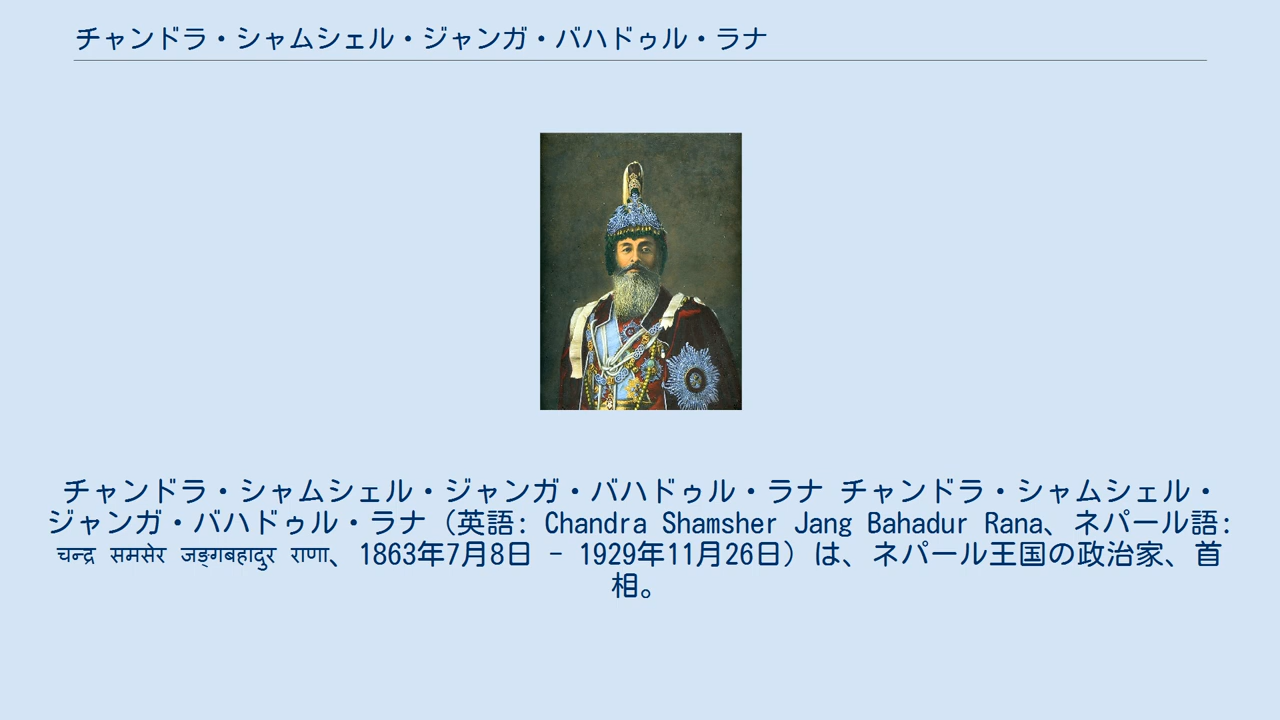 チャンドラ・シャムシェル・ジャンガ・バハドゥル・ラナ
チャンドラ・シャムシェル・ジャンガ・バハドゥル・ラナ チャンドラ・シャムシェル・
ジャンガ・バハドゥル・ラナ（英語: Chandra Shamsher Jang Bahadur Rana、ネパール語:
चन्द्र समसेर जङ्गबहादुर राणा、1863年7月8日 - 1929年11月26日）は、ネパール王国の政治家、首
相。